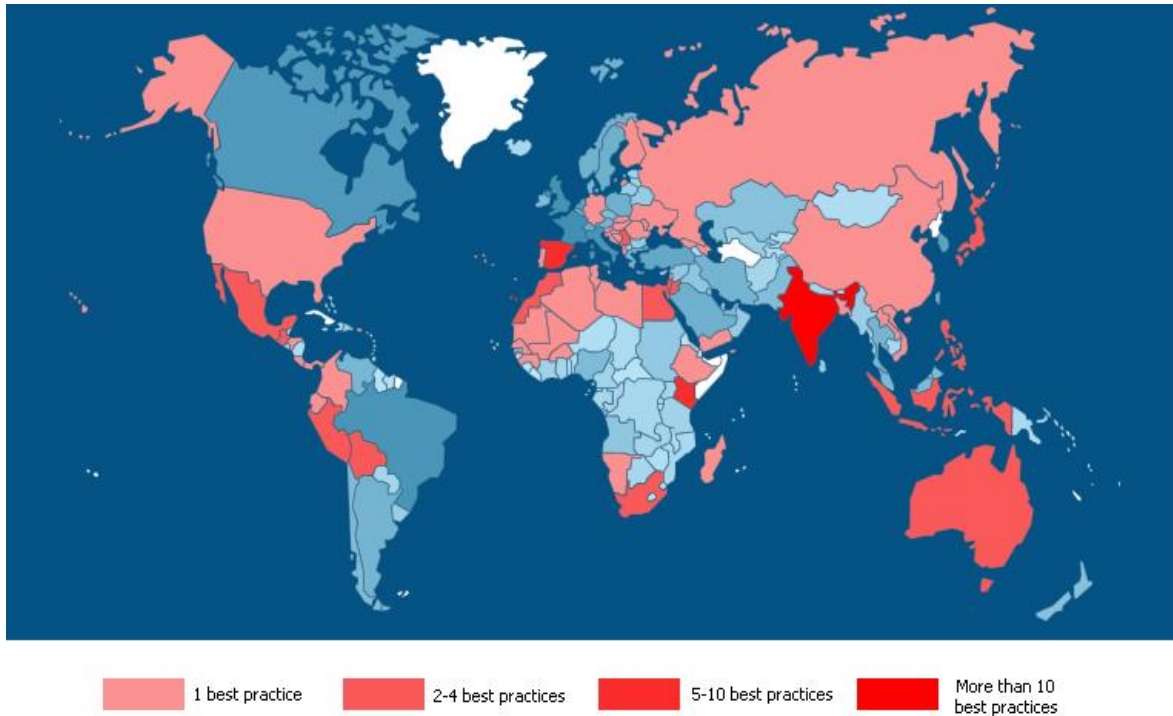 1 best practice
2-4 best practices
5-10 best practices
More than 10
best practices